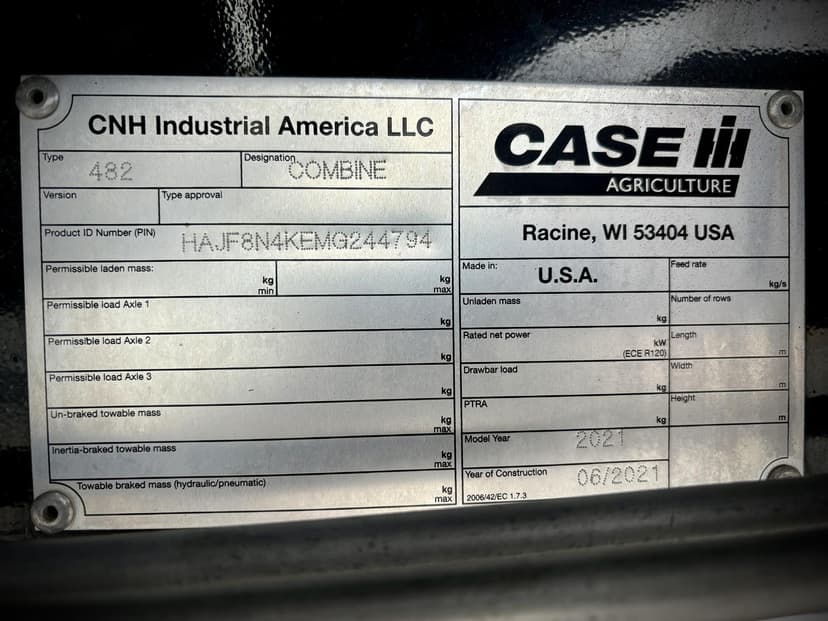 CNH Industrial America LLC
Type
482
Designation
COMBINE
Version
Type approval
Product ID Number (PIN)
HAJF8N4KEMG244794
Permissible laden mass:
kg
min
kg
max
Permissible load Axle 1
kg
Permissible load Axle 2
kg
Permissible load Axle 3
kg
Un-braked towable mass
kg
max
Inertia-braked towable mass
kg
max
Towable braked mass (hydraulic/pneumatic)
kg
max
CASE IH
AGRICULTURE
Racine, WI 53404 USA
Made in:
U.S.A.
Feed rate
kg/s
Unladen mass
kg
Number of rows
Rated net power
kW
(ECE R120)
Length
m
Drawbar load
kg
Width
m
PTRA
kg
Height
m
Model Year
2021
Year of Construction
06/2021
2006/42/EC 1.7.3